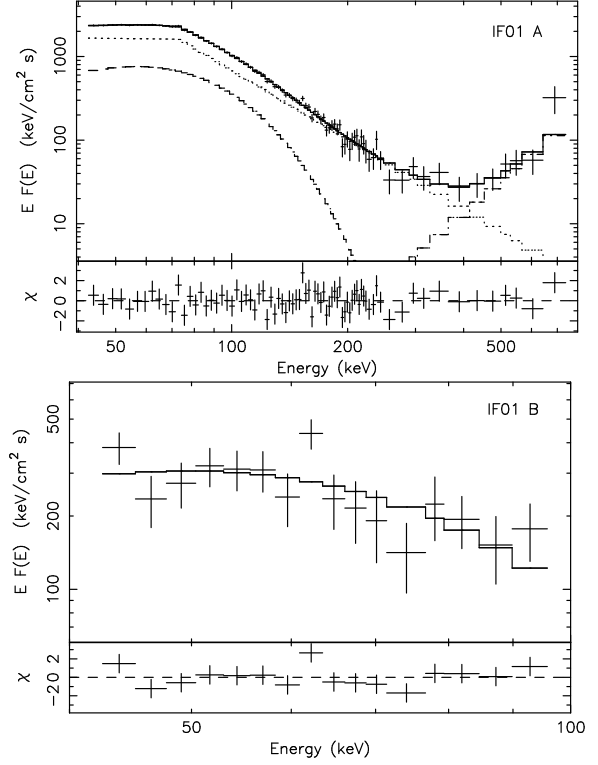 IF01 A
E F(E) (keV/cm² s)
1000
100
10
χ
2
0
−2
50 100 200 500
Energy (keV)
IF01 B
E F(E) (keV/cm² s)
500
200
100
χ
2
0
−2
50 100
Energy (keV)